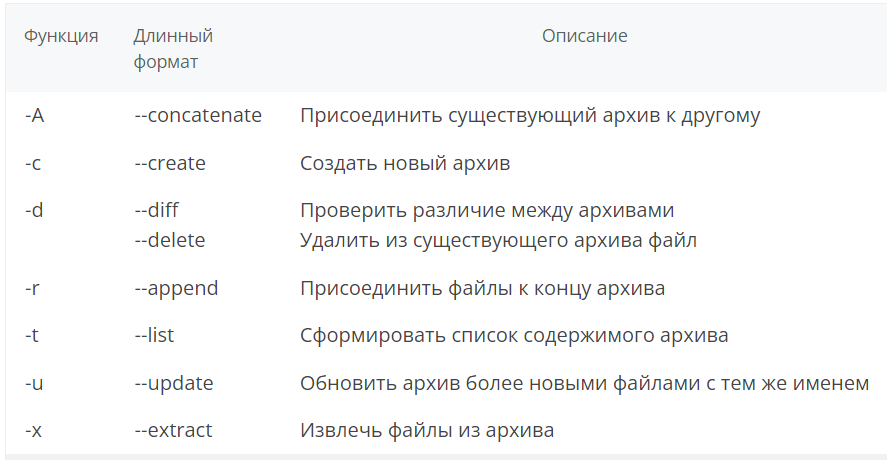 Функция Длинный формат Описание
-A --concatenate Присоединить существующий архив к другому
-c --create Создать новый архив
-d --diff Проверить различие между архивами
--delete Удалить из существующего архива файл
-r --append Присоединить файлы к концу архива
-t --list Сформировать список содержимого архива
-u --update Обновить архив более новыми файлами с тем же именем
-x --extract Извлечь файлы из архива